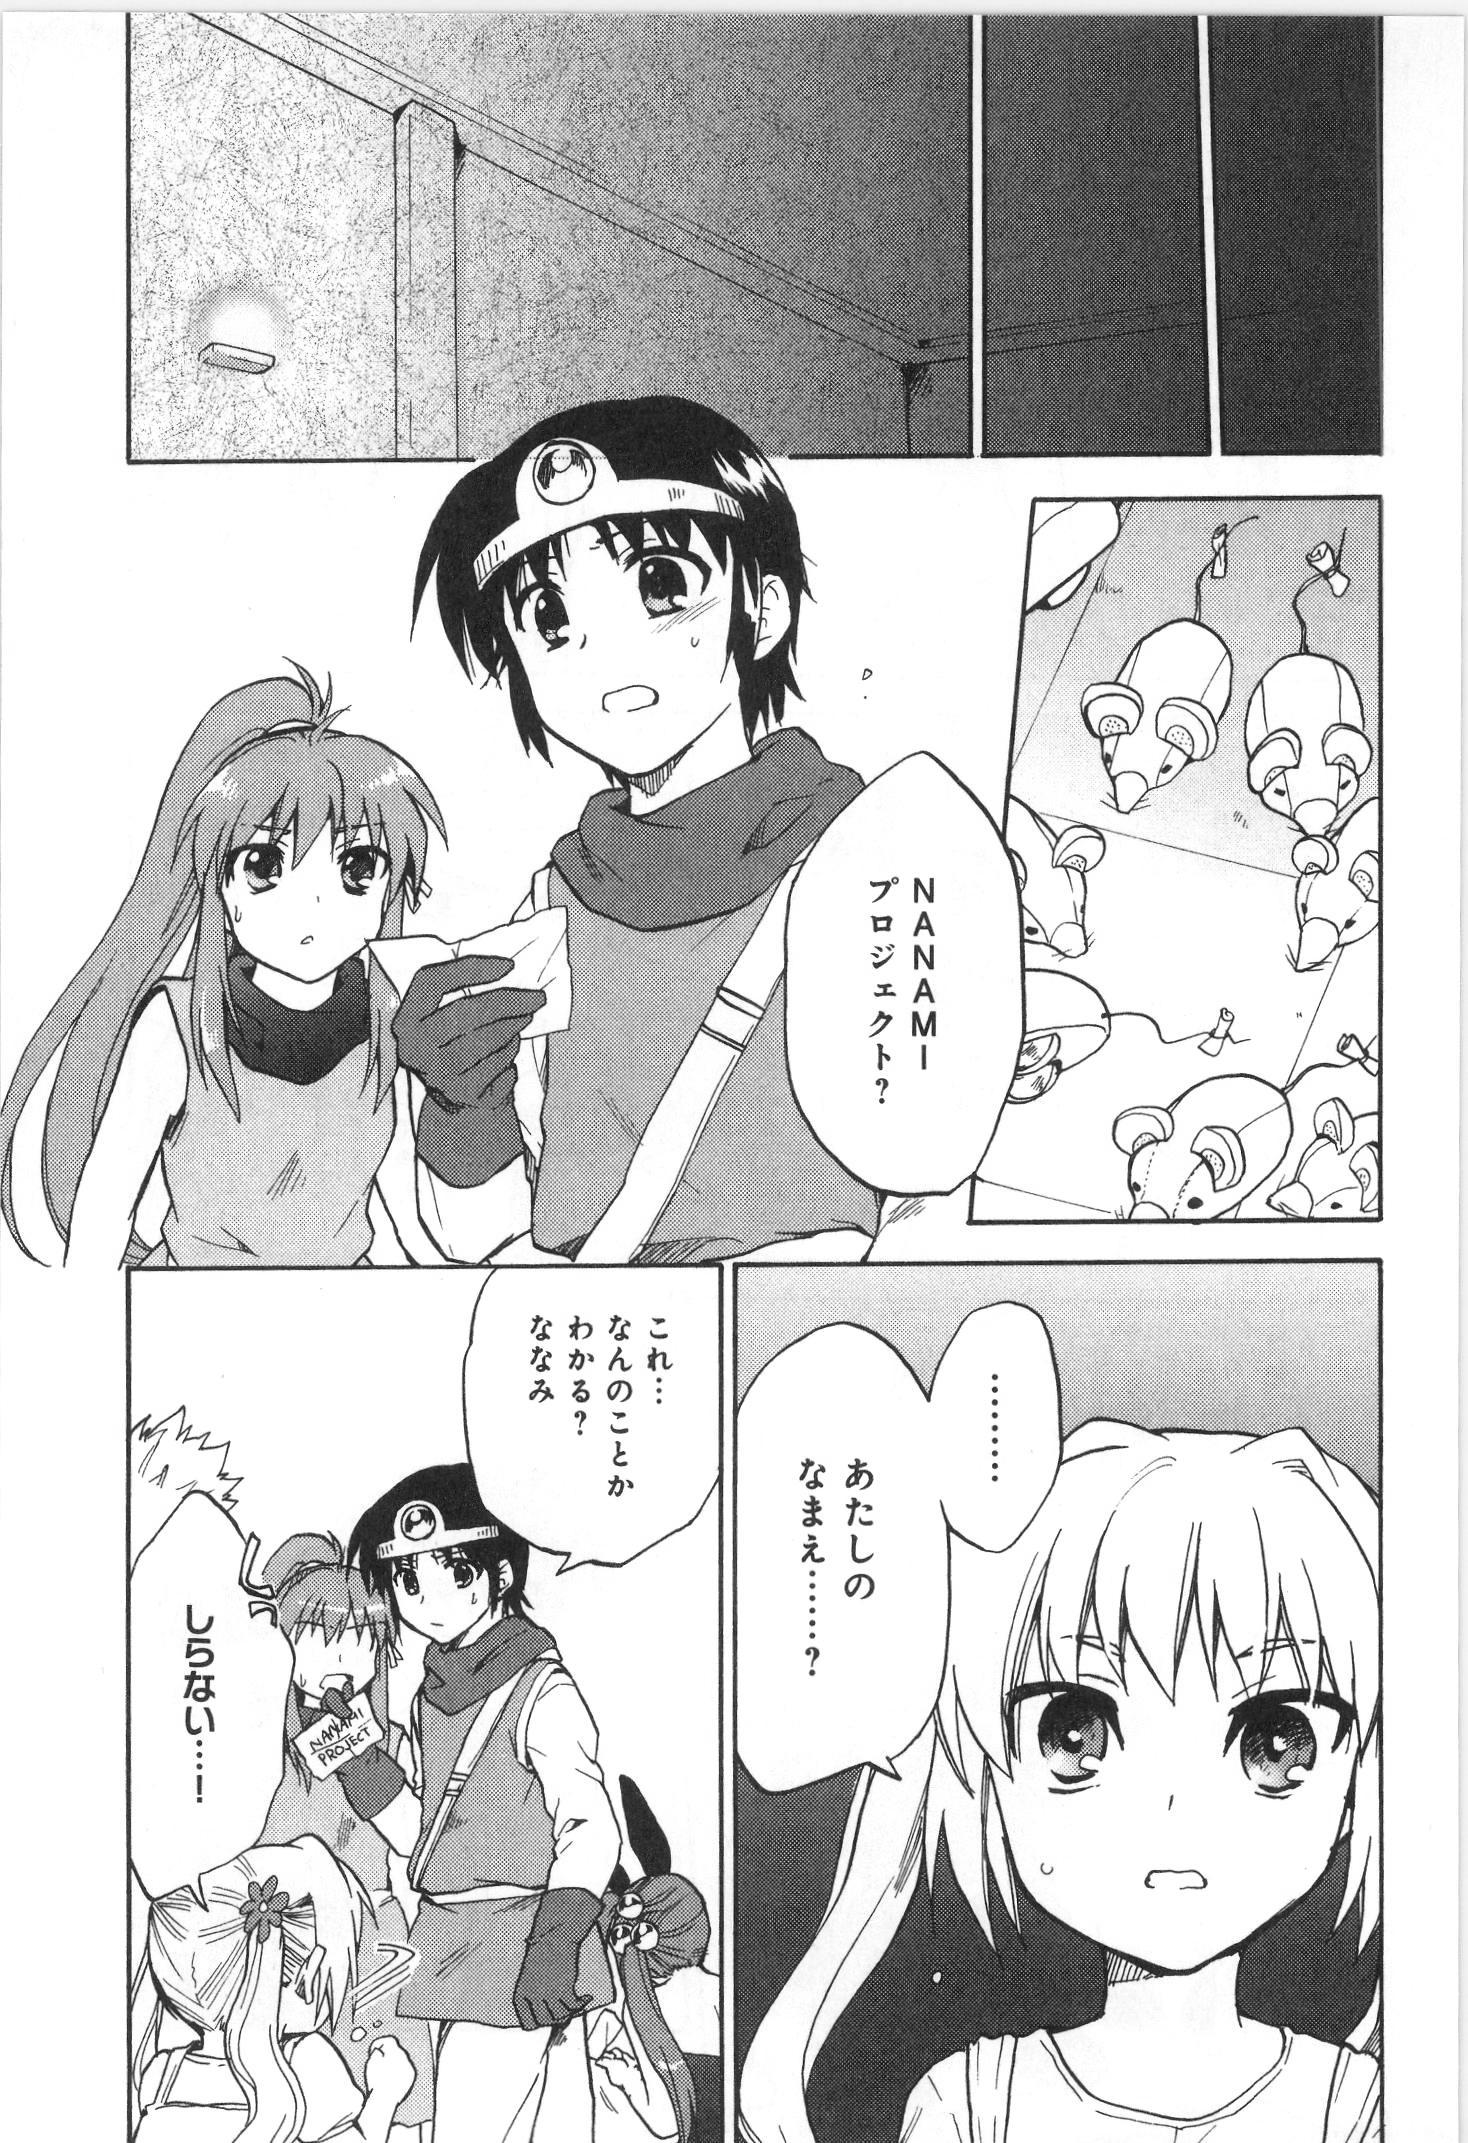 NANAMI
プロジェクト?
………
あたしの
なまえ……?
これ…
なんのことか
わかる?
ななみ
NANAMI
PROJECT
しらない…!